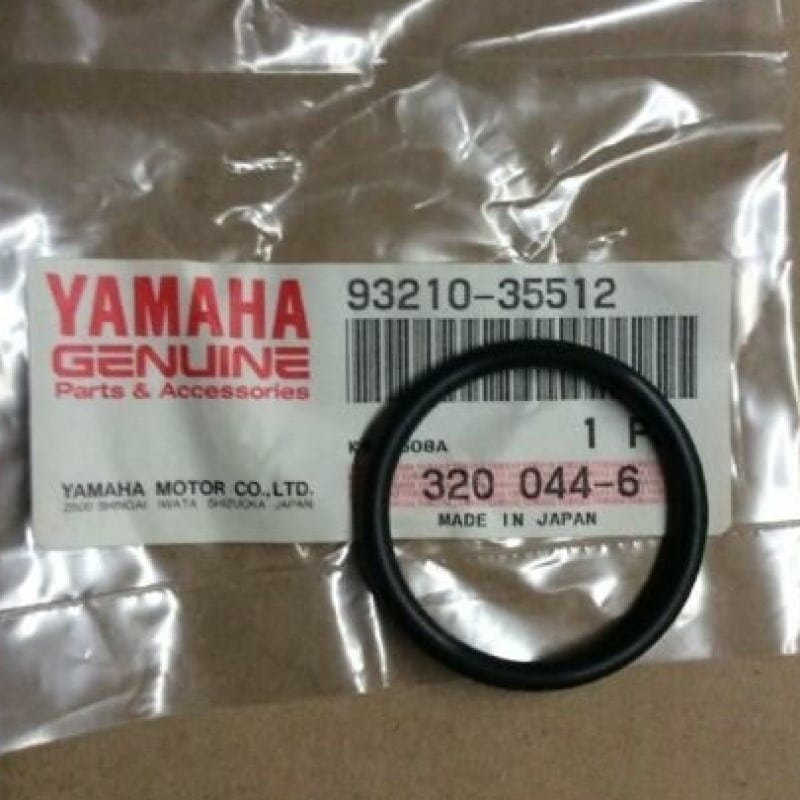 YAMAHA
GENUINE
Parts & Accessories
93210-35512
1
320 044-6
MADE IN JAPAN
YAMAHA MOTOR CO.,LTD.
2500 SHINGAI IWATA SHIZUOKA JAPAN